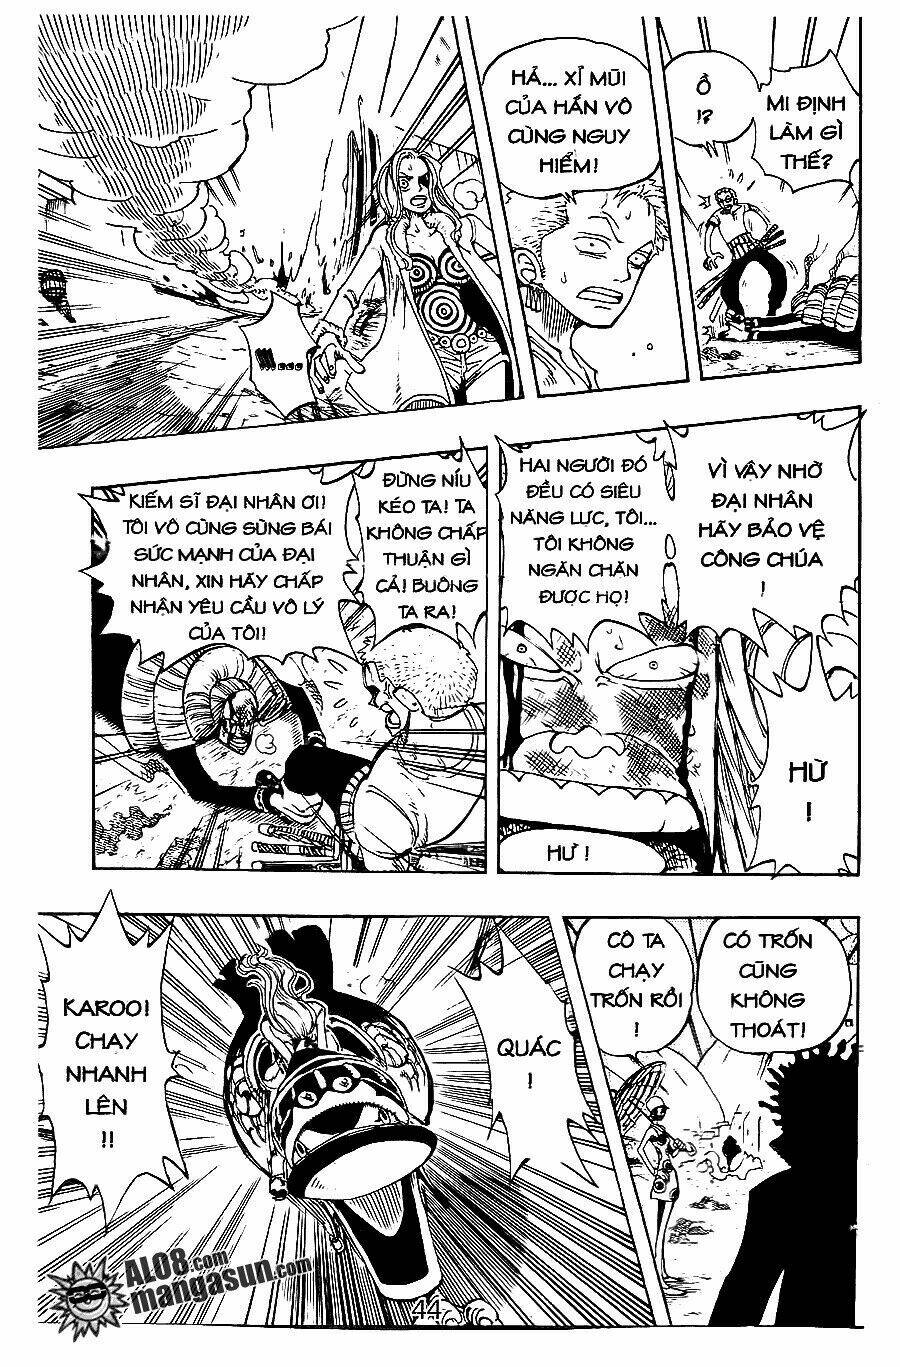 Ồ
!?
MI ĐỊNH
LÀM GÌ
THẾ?
HẢ... XỈ MŨI
CỦA HẮN VÔ
CÙNG NGUY
HIỂM!
!!!....
VÌ VẬY NHỜ
ĐẠI NHÂN
HÃY BẢO VỆ
CÔNG CHÚA
!
HAI NGƯỜI ĐÓ
ĐỀU CÓ SIÊU
NĂNG LỰC, TÔI...
TÔI KHÔNG
NGĂN CHĂN
ĐƯỢC HỌ!
HỪ
!
HƯ !
ĐỪNG NÍU
KÉO TA! TA
KHÔNG CHẤP
THUẬN GÌ
CẢ! BUÔNG
TA RA!
KIẾM SĨ ĐẠI NHÂN ƠI!
TÔI VÔ CÙNG SÙNG BÁI
SỨC MẠNH CỦA ĐẠI
NHÂN, XIN HÃY CHẤP
NHẬN YÊU CẦU VÔ LÝ
CỦA TÔI!
CÓ TRỐN
CŨNG
KHÔNG
THOÁT!
CÔ TA
CHẠY
TRỐN RỒI
!
QUÁC
!
KAROO!
CHẠY
NHANH
LÊN
!!
AL08.com
mangasun.com
44